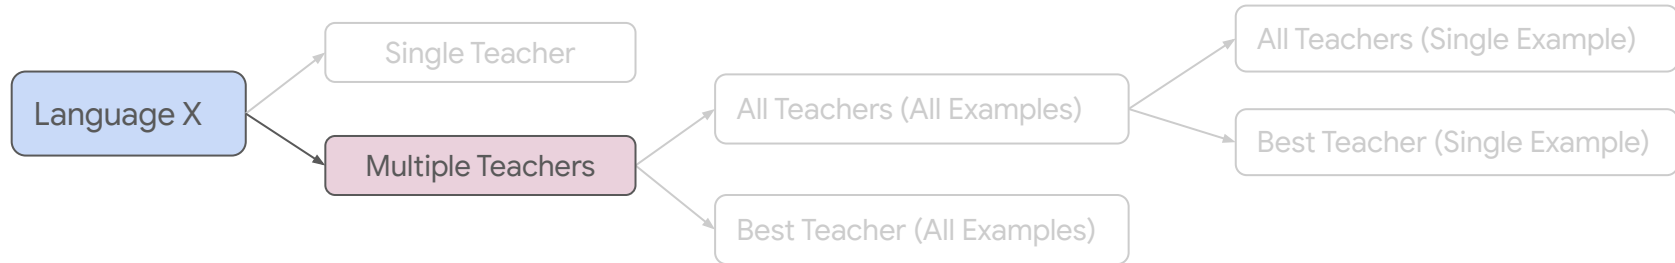 Language X
Single Teacher
Multiple Teachers
All Teachers (All Examples)
Best Teacher (All Examples)
All Teachers (Single Example)
Best Teacher (Single Example)